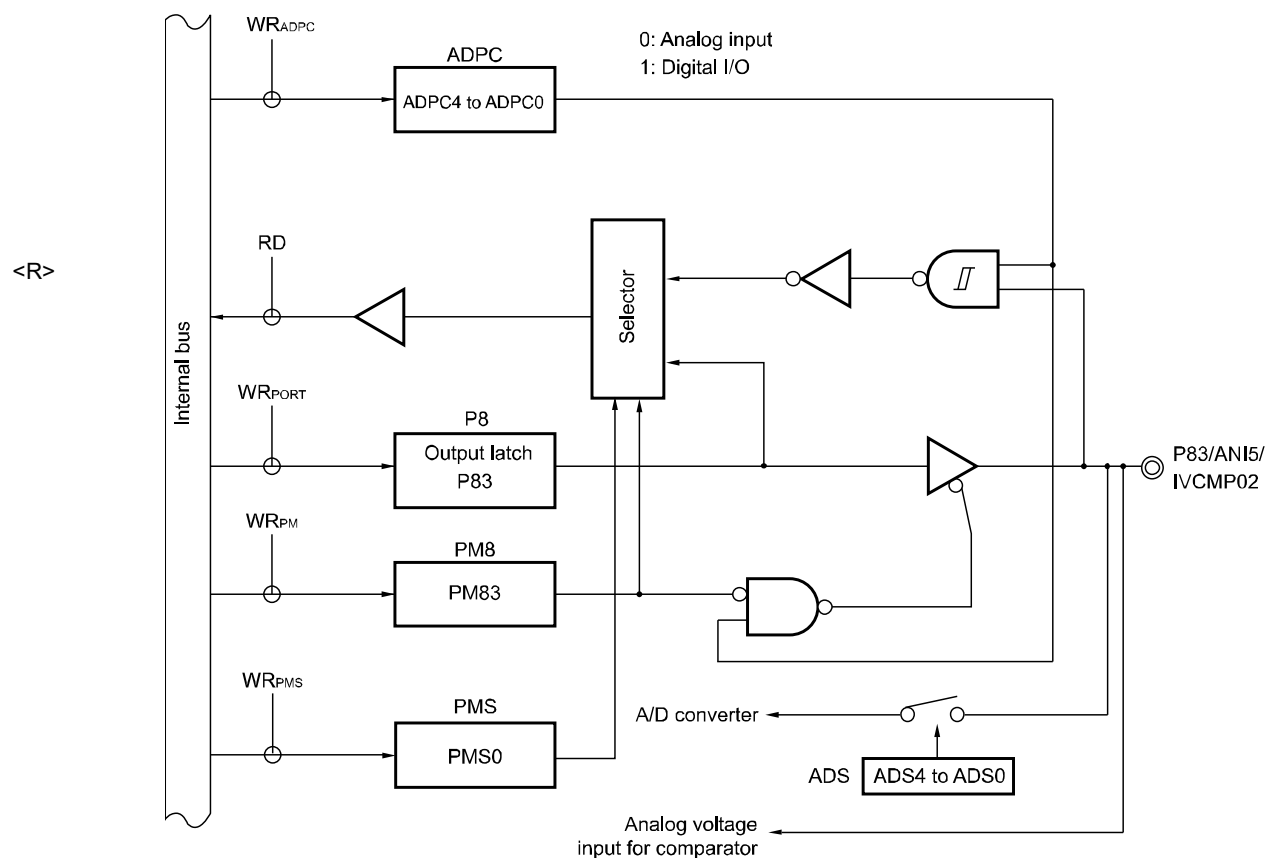 WRADPC
0: Analog input
1: Digital I/O
ADPC
ADPC4 to ADPC0
<R>
RD
Internal bus
Selector
WRPORT
P8
Output latch
P83
P83/ANI5/
IVCMP02
WRPM
PM8
PM83
WRPMS
PMS
PMS0
A/D converter
ADS
ADS4 to ADS0
Analog voltage
input for comparator